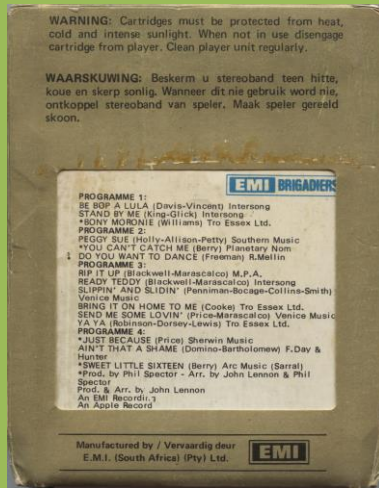 WARNING: Cartridges must be protected from heat,
cold and intense sunlight. When not in use disengage
cartridge from player. Clean player unit regularly.
WAARSKUWING: Beskerm u stereoband teen hitte,
koue en skerp sonlig. Wanneer dit nie gebruik word nie,
ontkoppel stereoband van speler. Maak speler gereeld
skoon.
EMI BRIGADIERS
PROGRAMME 1:
BE BOP A LULA (Davis-Vincent) Intersong
STAND BY ME (King-Glick) Intersong
*BONY MORONIE (Williams) Tro Essex Ltd.
PROGRAMME 2:
PEGGY SUE (Holly-Allison-Petty) Southern Music
*YOU CAN'T CATCH ME (Berry) Planetary Nom
DO YOU WANT TO DANCE (Freeman) R.Mellin
PROGRAMME 3:
RIP IT UP (Blackwell-Marascalco) M.P.A.
READY TEDDY (Blackwell-Marascalco) Intersong
SLIPPIN' AND SLIDIN' (Penniman-Bocage-Collins-Smith)
Venice Music
BRING IT ON HOME TO ME (Cooke) Tro Essex Ltd.
SEND ME SOME LOVIN' (Price-Marascalco) Venice Music
YA YA (Robinson-Dorsey-Lewis) Tro Essex Ltd.
PROGRAMME 4:
*JUST BECAUSE (Price) Sherwin Music
AIN'T THAT A SHAME (Domino-Bartholomew) F.Day &
Hunter
*SWEET LITTLE SIXTEEN (Berry) Arc Music (Sarral)
*Prod. by Phil Spector - Arr. by John Lennon & Phil
Spector
Prod. & Arr. by John Lennon
An EMI Recording
An Apple Record
Manufactured by / Vervaardig deur
E.M.I. (South Africa) (Pty) Ltd.
EMI